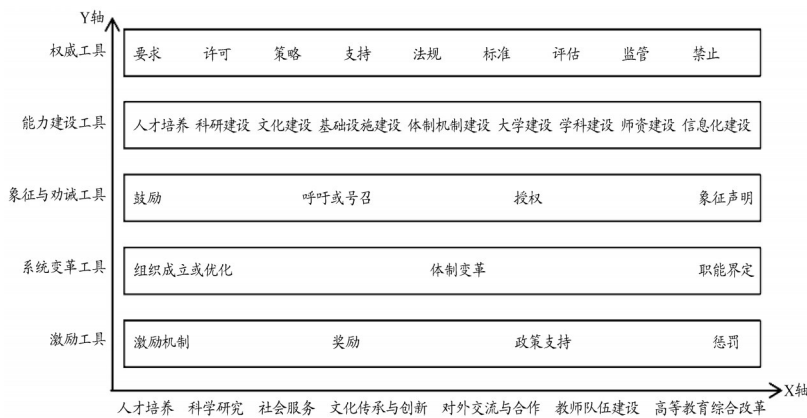 Y轴
权威工具 要求 许可 策略 支持 法规 标准 评估 监管 禁止
能力建设工具 人才培养 科研建设 文化建设 基础设施建设 体制机制建设 大学建设 学科建设 师资建设 信息化建设
象征与劝诫工具 鼓励 呼吁或号召 授权 象征声明
系统变革工具 组织成立或优化 体制变革 职能界定
激励工具 激励机制 奖励 政策支持 惩罚
X轴
人才培养 科学研究 社会服务 文化传承与创新 对外交流与合作 教师队伍建设 高等教育综合改革